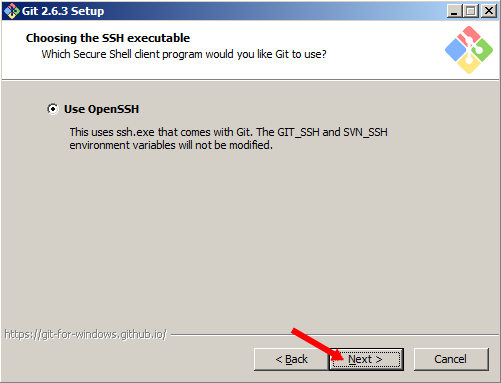 Git 2.6.3 Setup
Choosing the SSH executable
Which Secure Shell client program would you like Git to use?
Use OpenSSH
This uses ssh.exe that comes with Git. The GIT_SSH and SVN_SSH
environment variables will not be modified.
https://git-for-windows.github.io/
< Back
Next >
Cancel